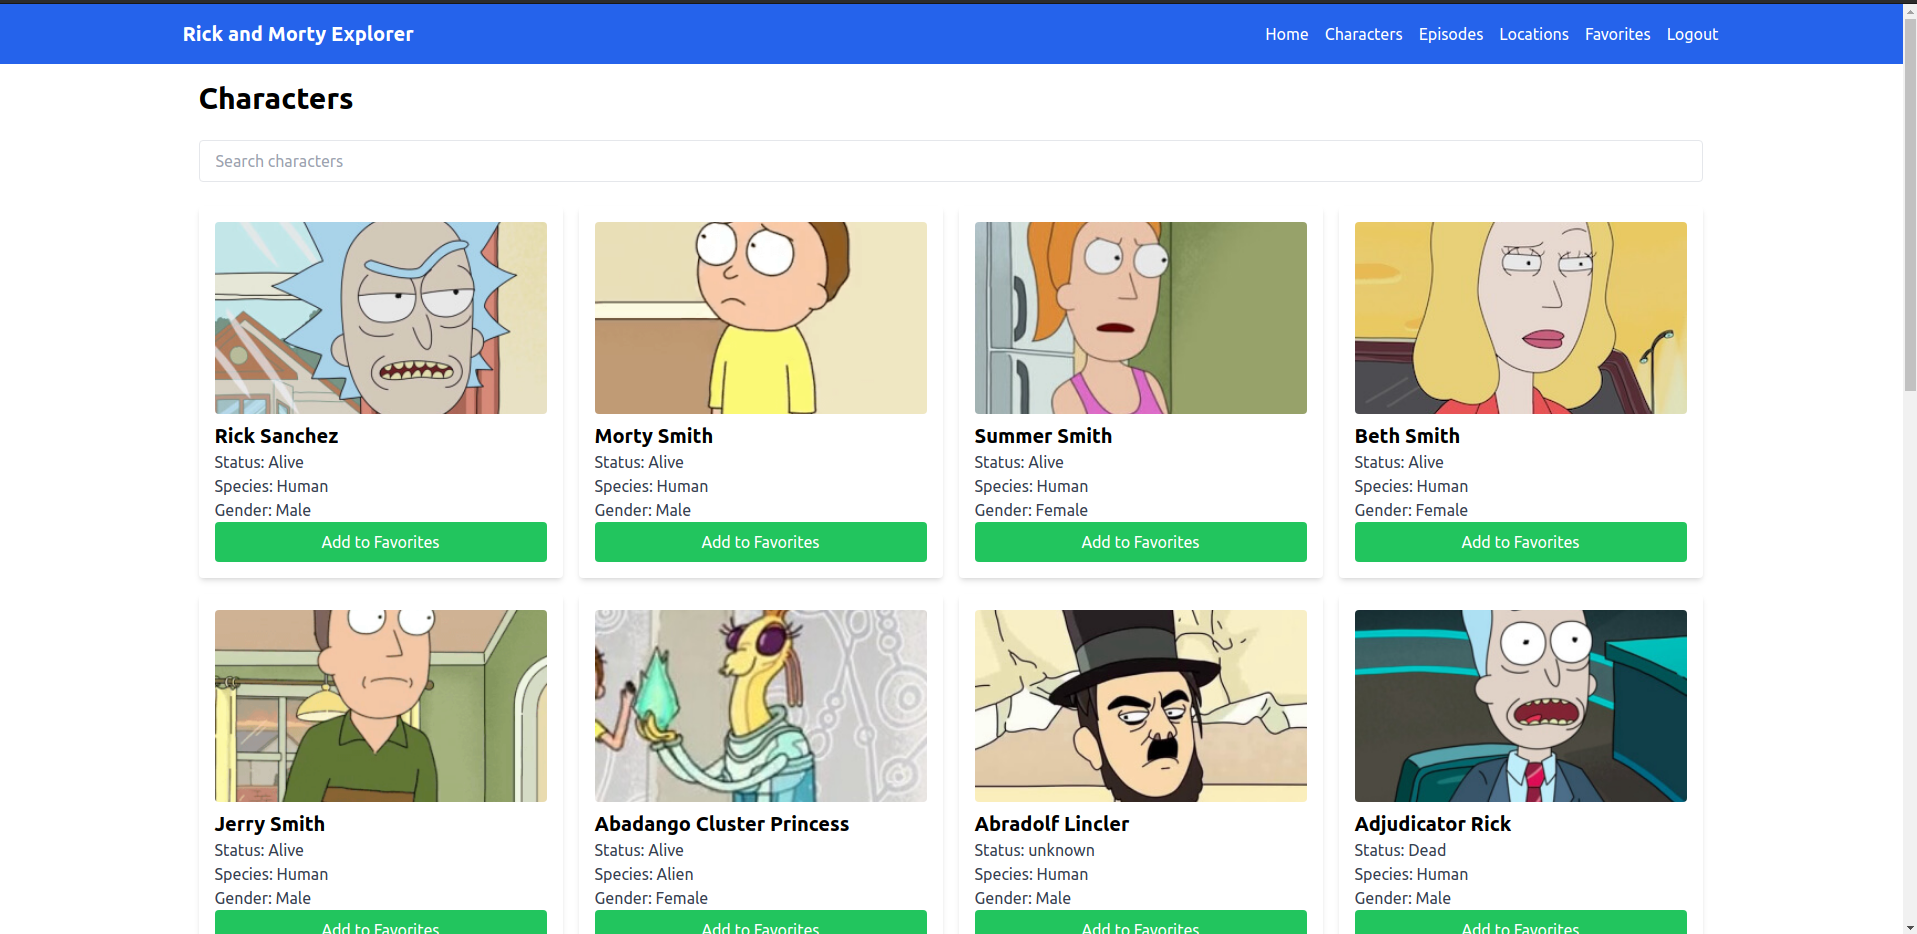 Rick and Morty Explorer
Home Characters Episodes Locations Favorites Logout
Characters
Search characters
Rick Sanchez
Status: Alive
Species: Human
Gender: Male
Add to Favorites
Morty Smith
Status: Alive
Species: Human
Gender: Male
Add to Favorites
Summer Smith
Status: Alive
Species: Human
Gender: Female
Add to Favorites
Beth Smith
Status: Alive
Species: Human
Gender: Female
Add to Favorites
Jerry Smith
Status: Alive
Species: Human
Gender: Male
Add to Favorites
Abadango Cluster Princess
Status: Alive
Species: Alien
Gender: Female
Add to Favorites
Abradolf Lincler
Status: unknown
Species: Human
Gender: Male
Add to Favorites
Adjudicator Rick
Status: Dead
Species: Human
Gender: Male
Add to Favorites